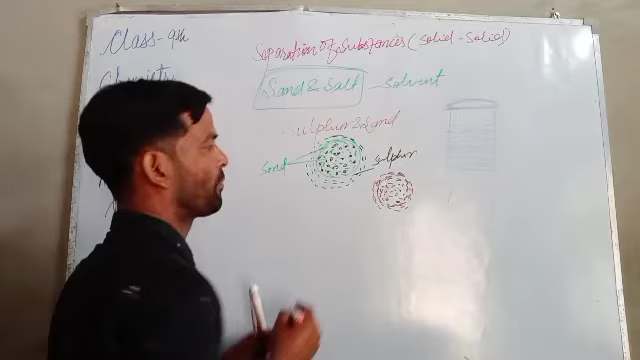 Class-9th
Separation of Substances (Solid-Solid)
Chemistry
Sand & Salt - Solvent
Sulphur & Sand
Sand
Sulphur